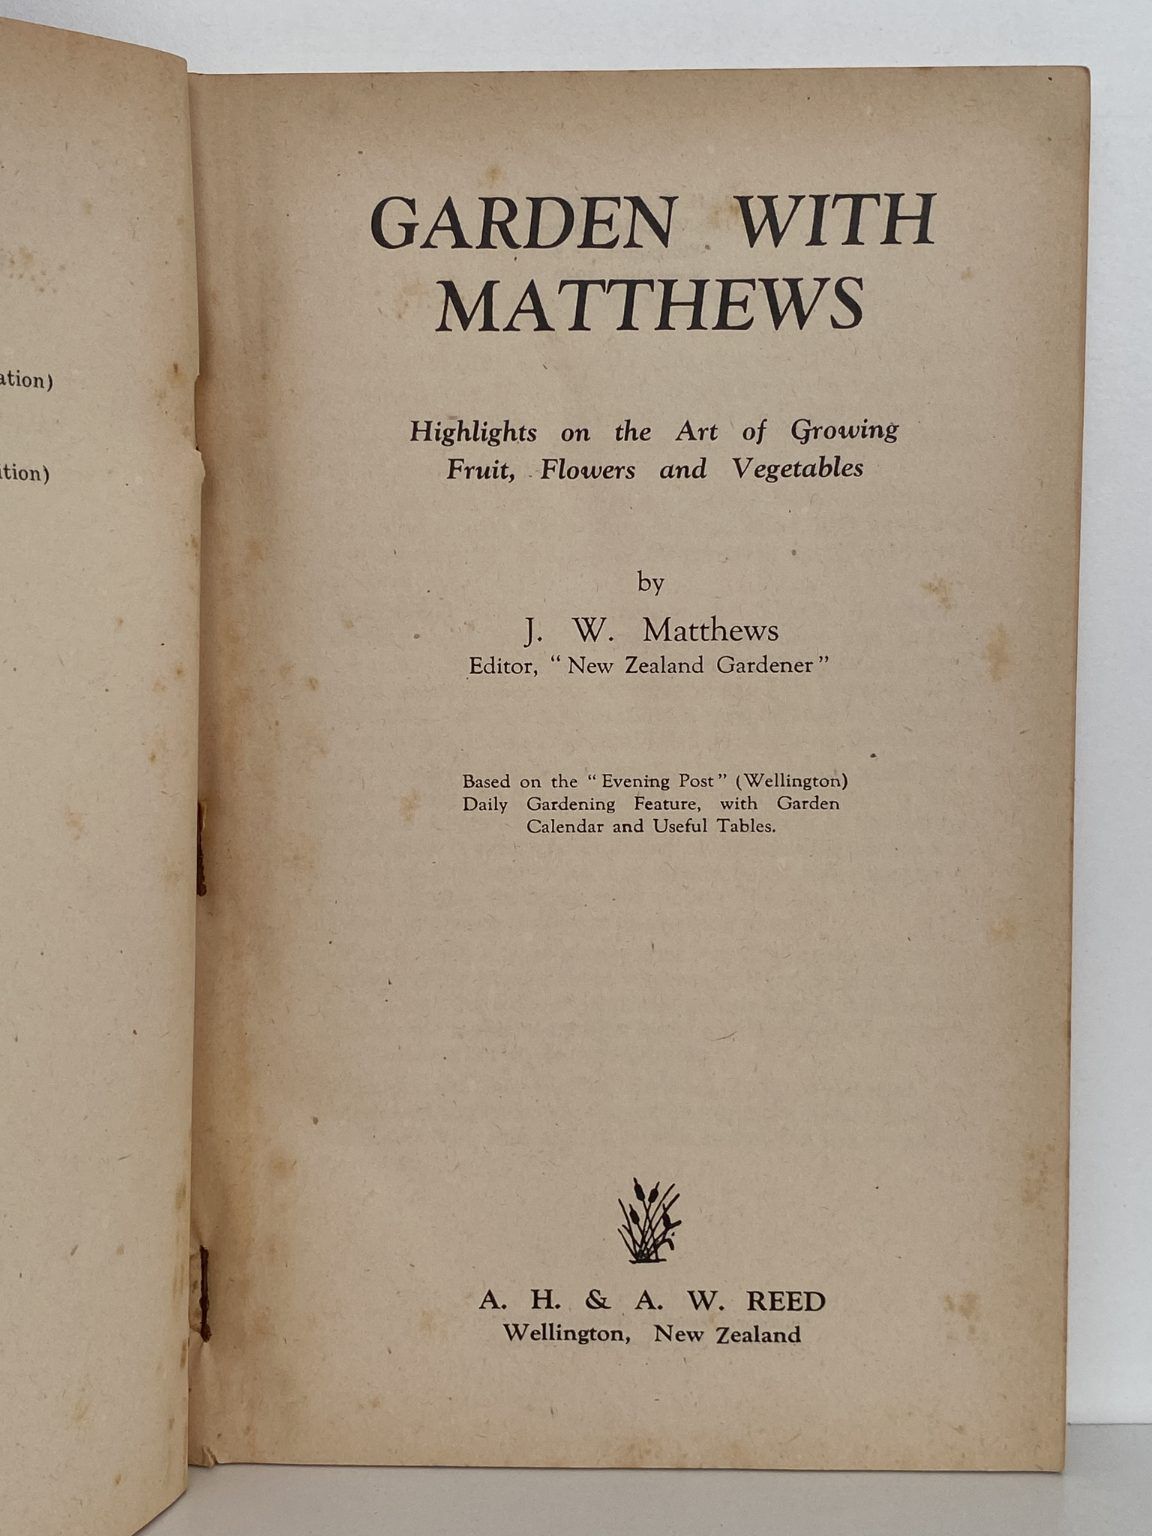 GARDEN WITH
MATTHEWS
Highlights on the Art of Growing
Fruit, Flowers and Vegetables
by
J. W. Matthews
Editor, “New Zealand Gardener”
Based on the “Evening Post” (Wellington)
Daily Gardening Feature, with Garden
Calendar and Useful Tables.
A. H. & A. W. REED
Wellington, New Zealand